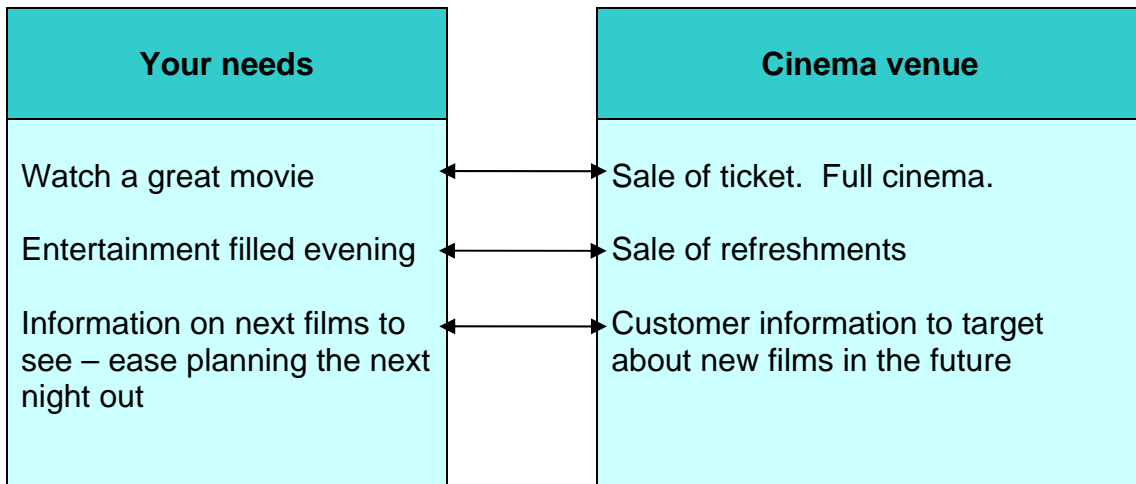 Your needs
Cinema venue
Watch a great movie
Sale of ticket.  Full cinema.
Entertainment filled evening
Sale of refreshments
Information on next films to
see – ease planning the next
night out
Customer information to target
about new films in the future